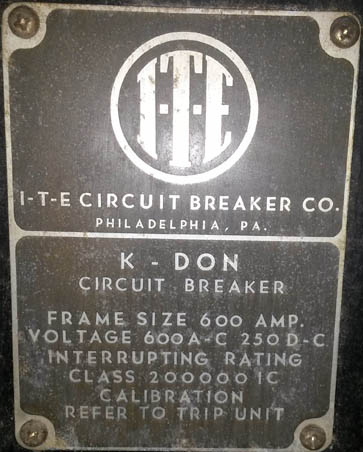 I-T-E
I-T-E CIRCUIT BREAKER CO.
PHILADELPHIA, PA.
K - DON
CIRCUIT BREAKER
FRAME SIZE 600 AMP.
VOLTAGE 600A-C 250D-C
INTERRUPTING RATING
CLASS 200000 IC
CALIBRATION
REFER TO TRIP UNIT